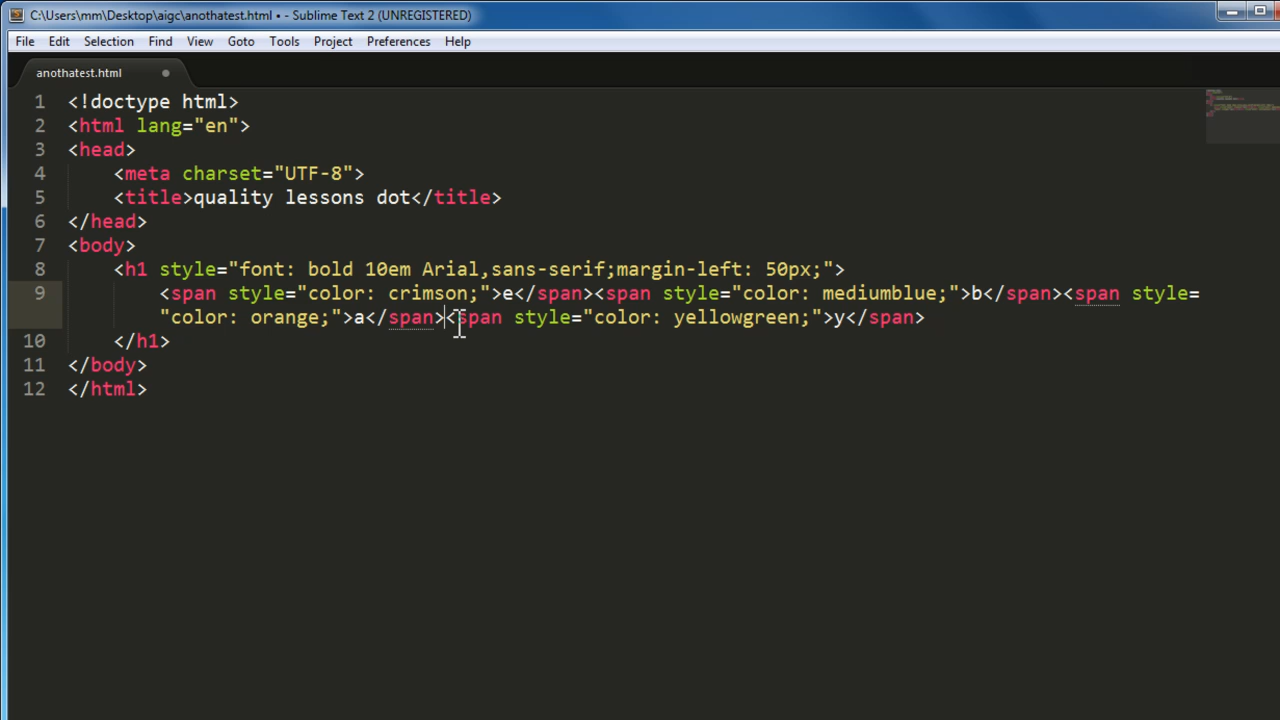 C:\Users\mm\Desktop\aigc\anothatest.html • - Sublime Text 2 (UNREGISTERED)
File Edit Selection Find View Goto Tools Project Preferences Help
anothatest.html
1 <!doctype html>
2 <html lang="en">
3 <head>
4 <meta charset="UTF-8">
5 <title>quality lessons dot</title>
6 </head>
7 <body>
8 <h1 style="font: bold 10em Arial,sans-serif;margin-left: 50px;">
9 <span style="color: crimson;">e</span><span style="color: mediumblue;">b</span><span style=
"color: orange;">a</span><span style="color: yellowgreen;">y</span>
10 </h1>
11 </body>
12 </html>